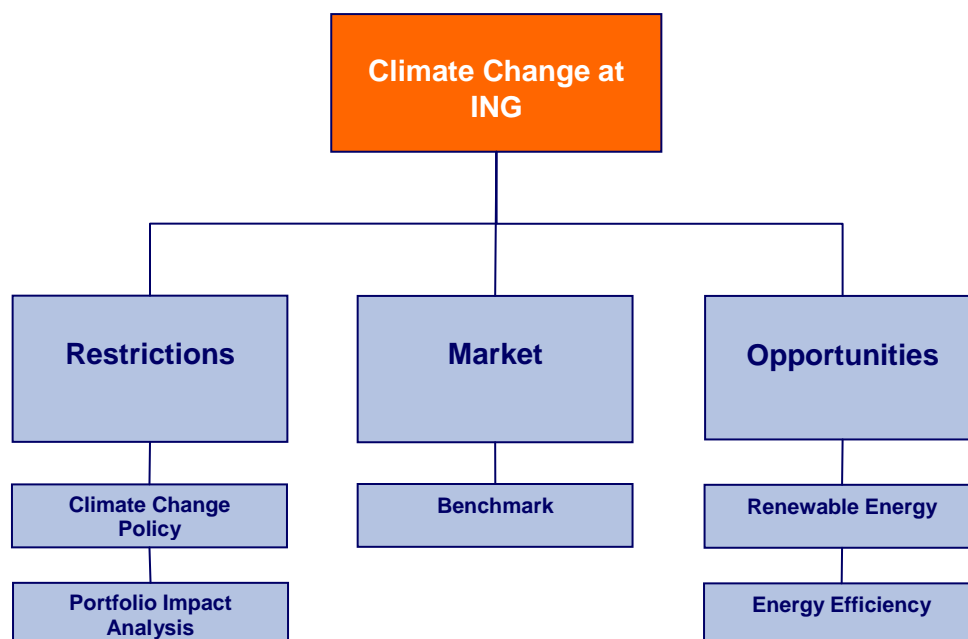 Climate Change at
ING
Restrictions
Market
Opportunities
Climate Change
Policy
Benchmark
Renewable Energy
Portfolio Impact
Analysis
Energy Efficiency